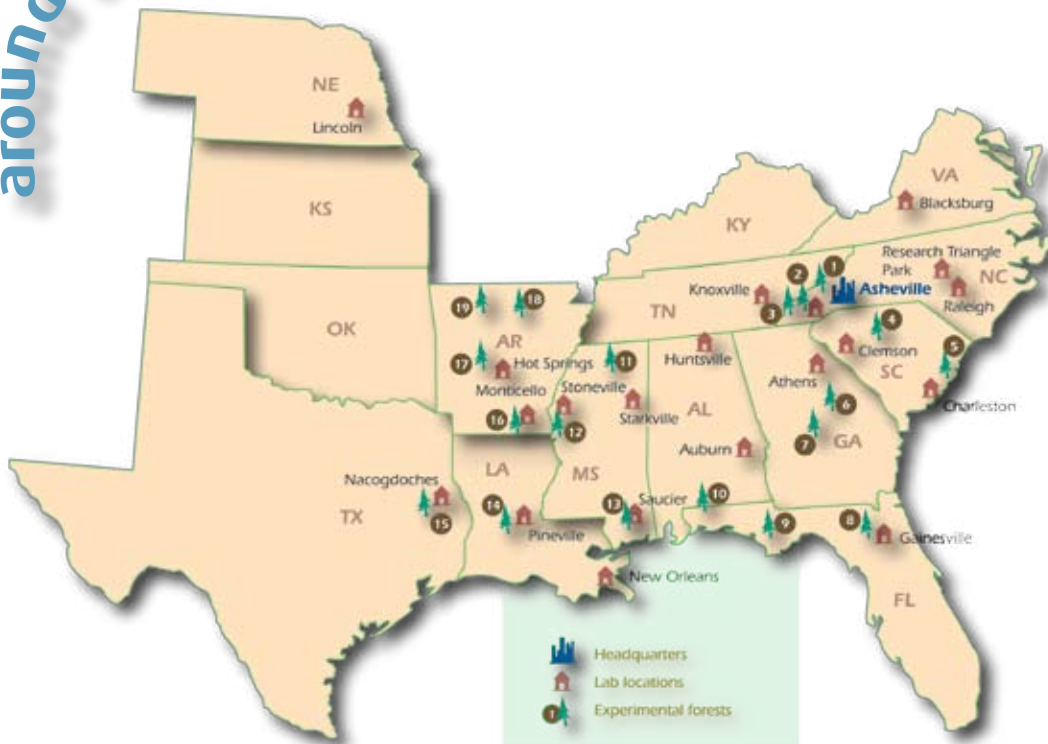 around
NE
Lincoln
KS
VA
Blacksburg
KY
Research Triangle
Park
NC
Raleigh
1
2
Asheville
Knoxville
3
TN
OK
19
18
AR
17
Hot Springs
Monticello
Stoneville
11
Huntsville
4
Clemson
SC
5
Charleston
Athens
6
7
GA
16
12
Starkville
AL
Auburn
LA
MS
Nacogdoches
TX
15
14
Pineville
13
Saucier
10
9
8
Gainesville
New Orleans
FL
Headquarters
Lab locations
1
Experimental forests